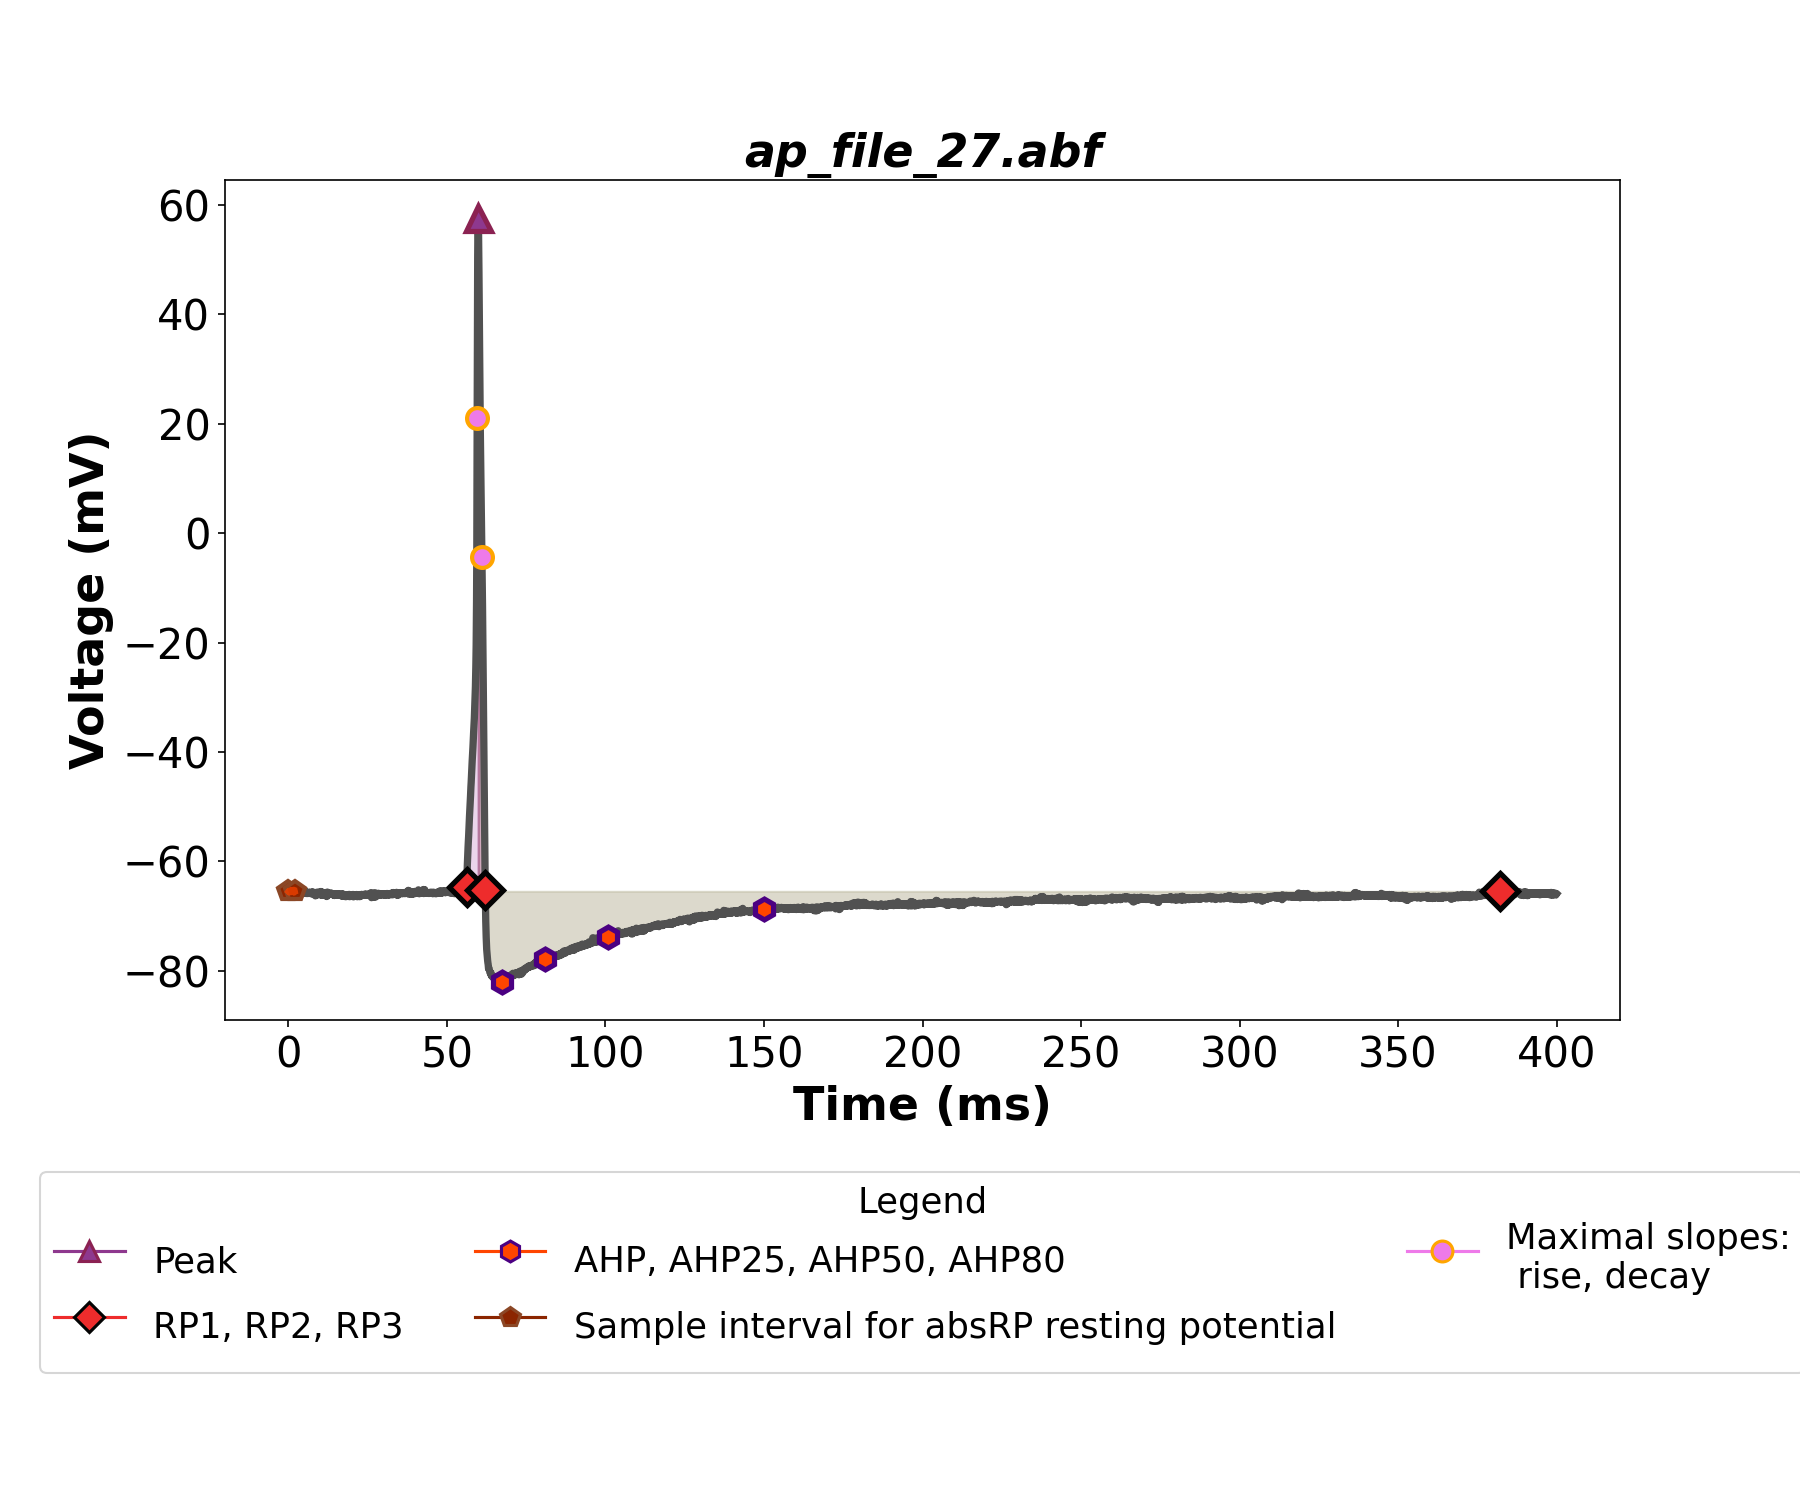 ap_file_27.abf
60
40
20
0
−20
−40
−60
−80
Voltage (mV)
0 50 100 150 200 250 300 350 400
Time (ms)
Legend
Peak
RP1, RP2, RP3
AHP, AHP25, AHP50, AHP80
Sample interval for absRP resting potential
Maximal slopes:
rise, decay